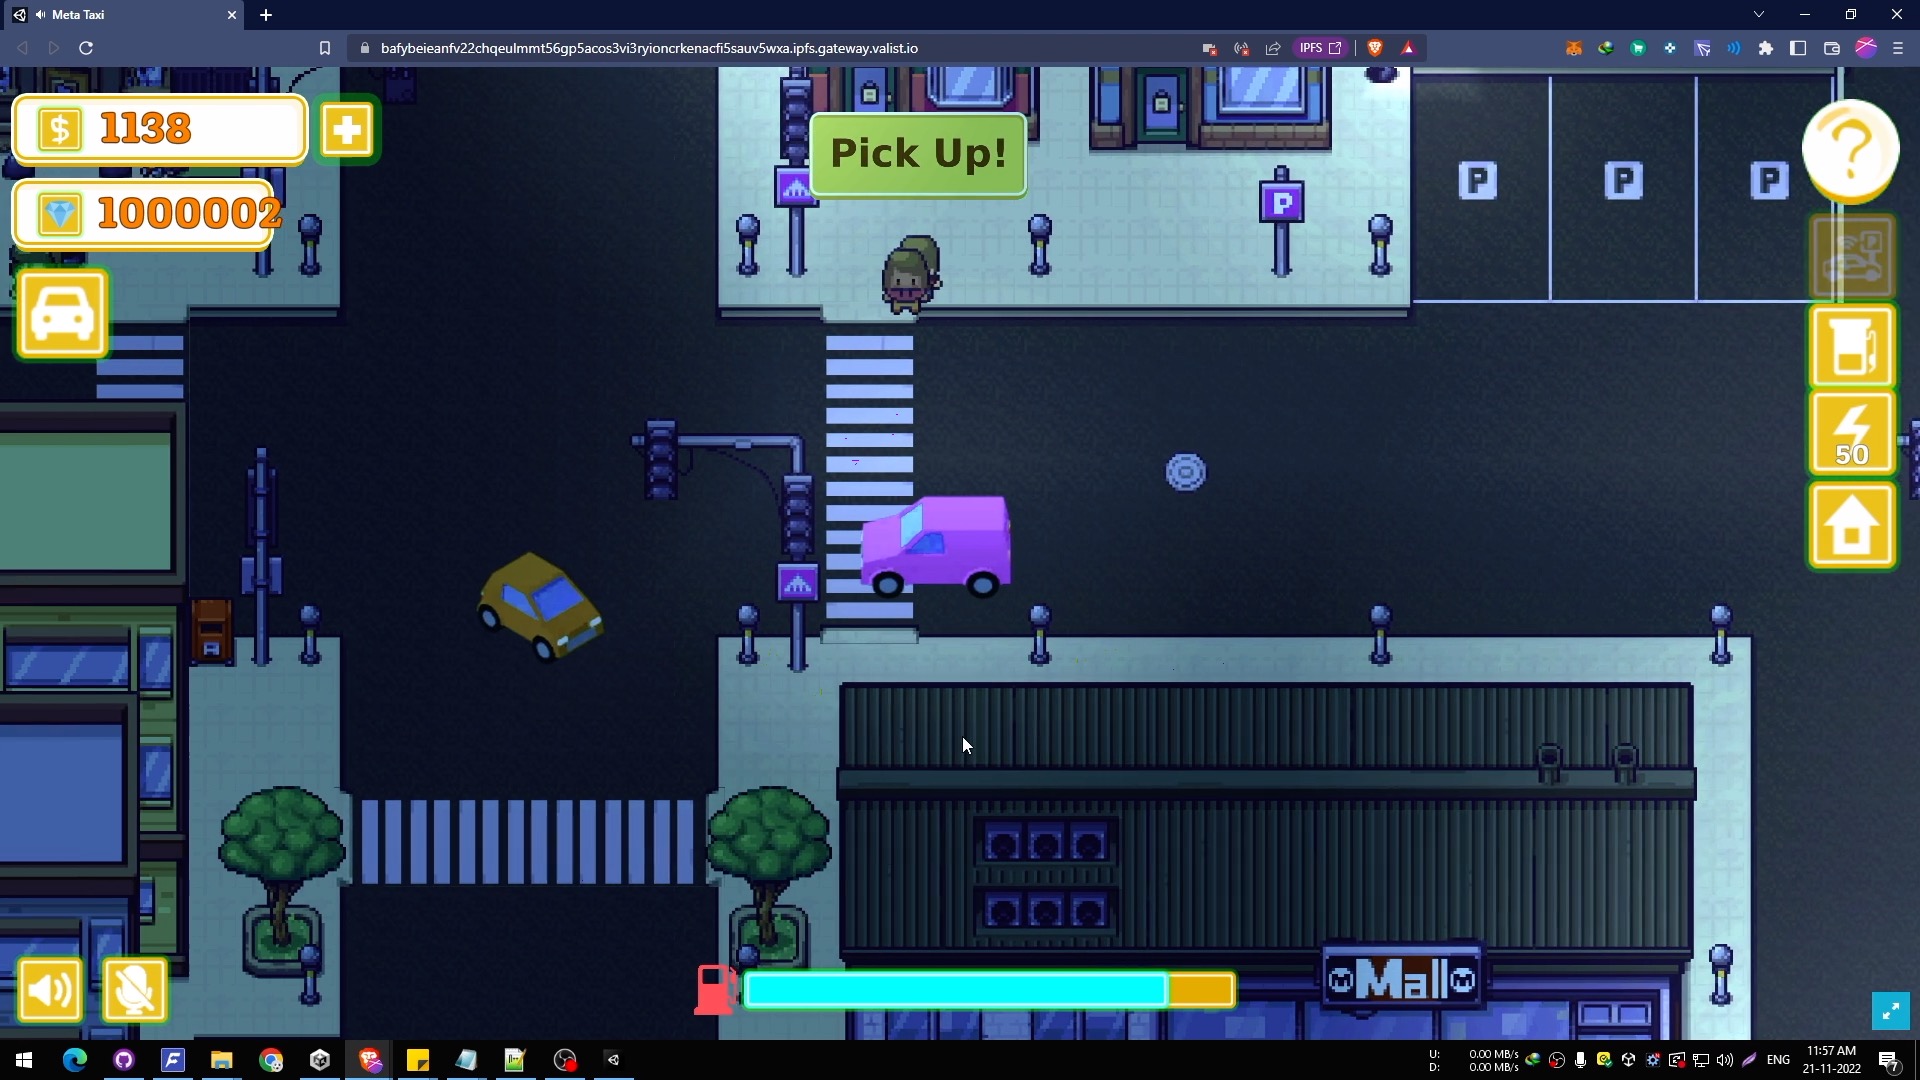 Meta Taxi
bafybeieanfv22chqeulmmt56gp5acos3vi3ryioncrkenacfi5sauv5wxa.ipfs.gateway.valist.io
IPFS
$ 1138
1000002
Pick Up!
P
P P P
?
50
Mall
U: 0.00 MB/s
D: 0.00 MB/s
ENG
11:57 AM
21-11-2022
7